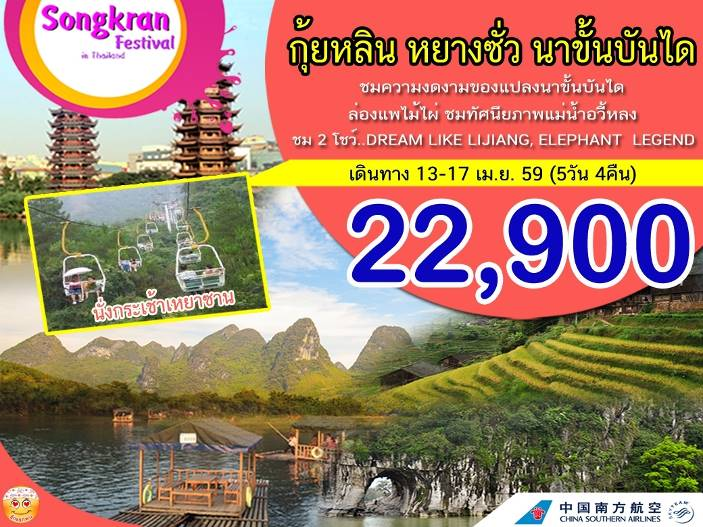 Songkran
Festival
in Thailand
กุ้ยหลิน หยางซั่ว นาขั้นบันได
ชมความงดงามของแปลงนาขั้นบันได
ล่องแพไม้ไผ่ ชมทัศนียภาพแม่น้ำอวี้หลง
ชม 2 โชว์..DREAM LIKE LIJIANG, ELEPHANT LEGEND
เดินทาง 13-17 เม.ย. 59 (5วัน 4คืน)
22,900
นั่งกระเช้าเหยาซาน
中国南方航空
CHINA SOUTHERN AIRLINES
SKYTEAM